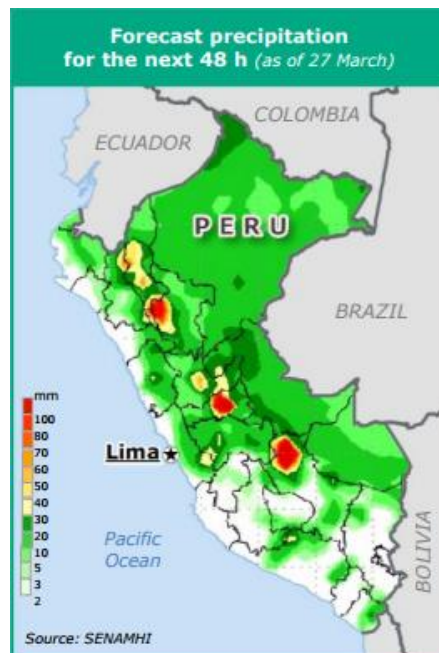 Forecast precipitation
for the next 48 h (as of 27 March)
COLOMBIA
ECUADOR
PERU
BRAZIL
mm
100
80
70
60
50
40
30
20
10
5
3
2
Lima
Pacific
Ocean
BOLIVIA
Source: SENAMHI